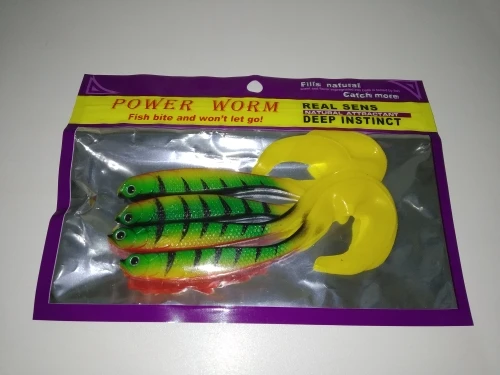 Fills natural
Catch more
POWER WORM
Fish bite and won't let go!
REAL SENS
NATURAL ATTRACTANT
DEEP INSTINCT